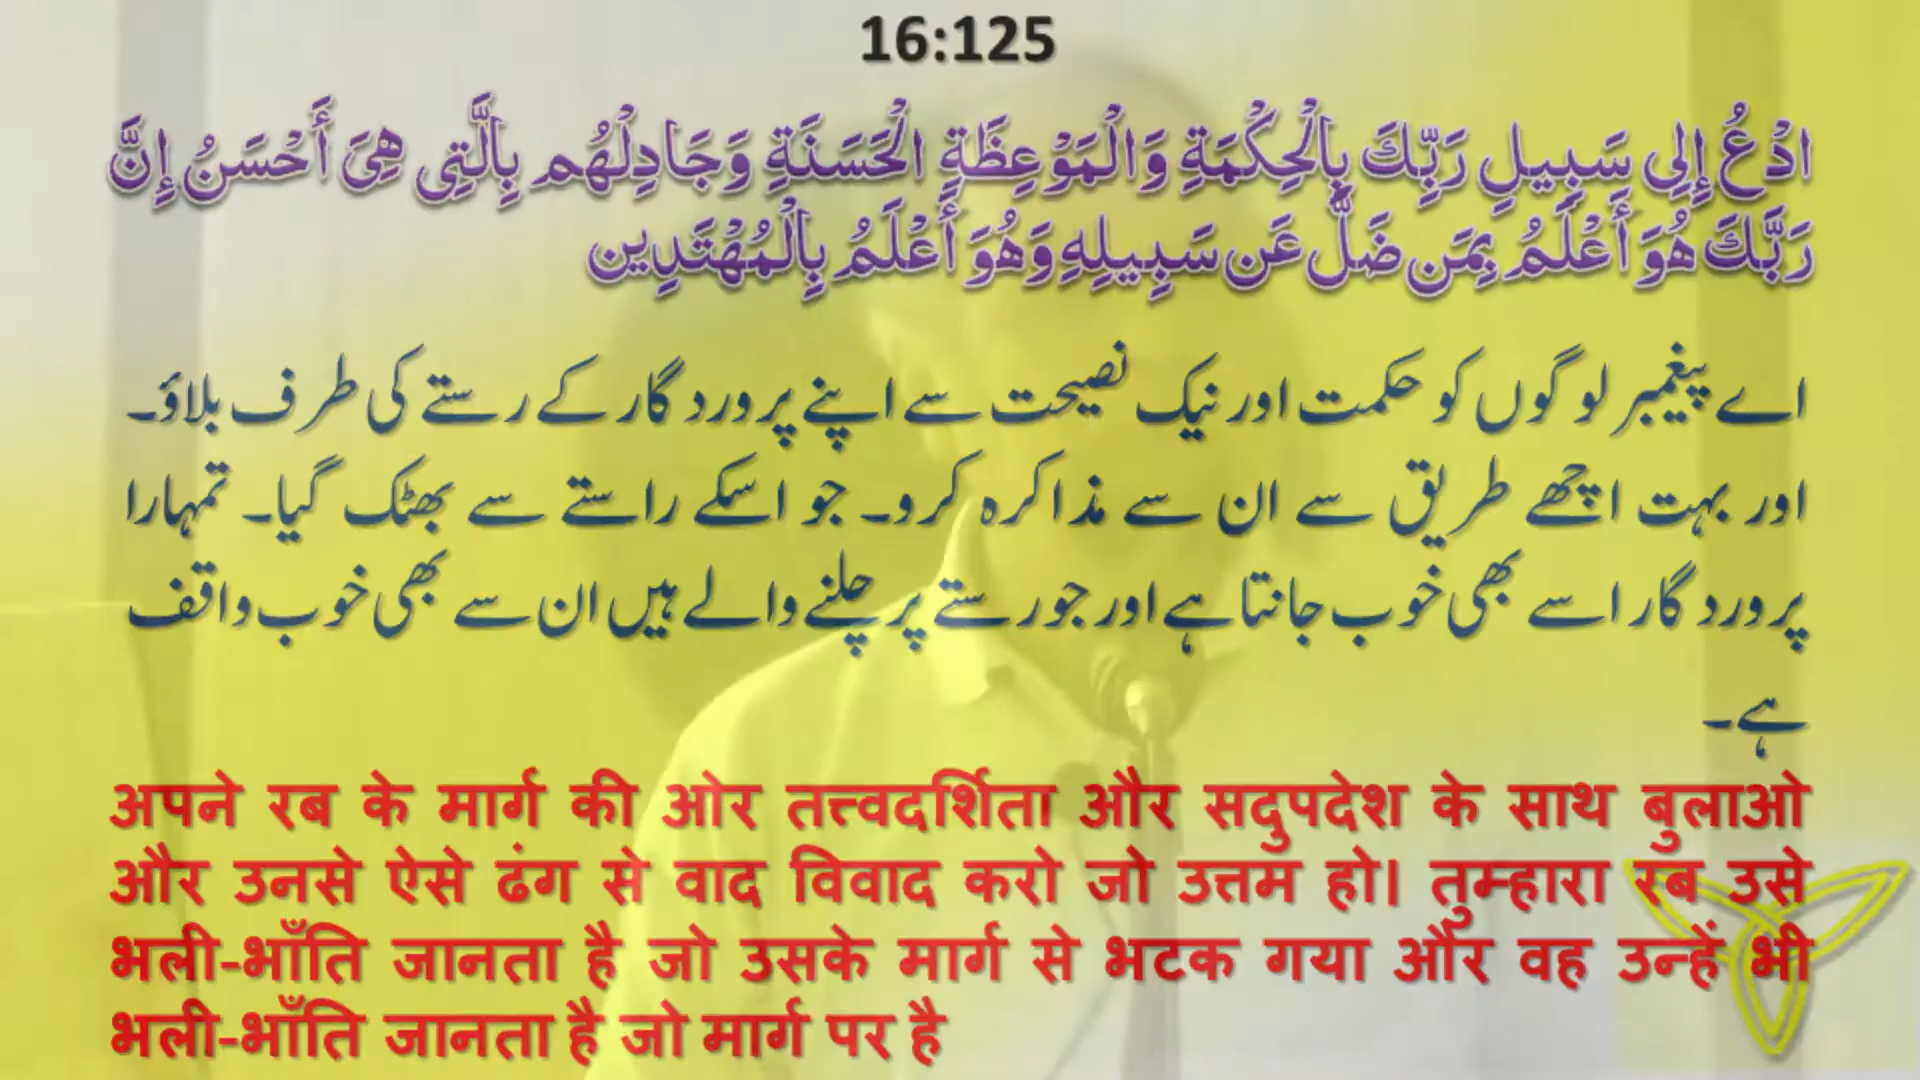 16:125
ادْعُ إِلِى سَبِيلِ رَبِّكَ بِالْحِكْمَةِ وَالْمَوْعِظَةِ الْحَسَنَةِ وَجَادِلْهُم بِالَّتِي هِيَ أَحْسَنُ إِنَّ
رَبَّكَ هُوَ أَعْلَمُ بِمَن ضَلَّ عَن سَبِيلِهِ وَهُوَ أَعْلَمُ بِالْمُهْتَدِين
اے پیغمبر لوگوں کو حکمت اور نیک نصیحت سے اپنے پروردگار کے رستے کی طرف بلاؤ۔
اور بہت اچھے طریق سے ان سے مذاکرہ کرو۔ جو اسکے راستے سے بھٹک گیا۔ تمہارا
پروردگار اسے بھی خوب جانتا ہے اور جو رستے پر چلنے والے ہیں ان سے بھی خوب واقف
ہے۔
अपने रब के मार्ग की ओर तत्त्वदर्शिता और सदुपदेश के साथ बुलाओ
और उनसे ऐसे ढंग से वाद विवाद करो जो उत्तम हो। तुम्हारा रब उसे
भली-भाँति जानता है जो उसके मार्ग से भटक गया और वह उन्हें भी
भली-भाँति जानता है जो मार्ग पर है